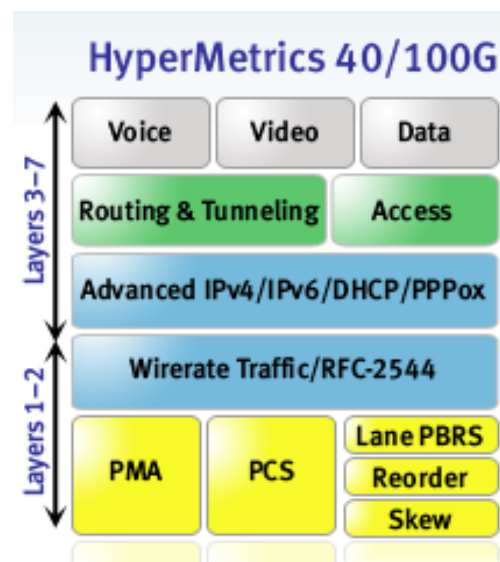 HyperMetrics 40/100G
Layers 3–7
Voice
Video
Data
Routing & Tunneling
Access
Advanced IPv4/IPv6/DHCP/PPPox
Layers 1–2
Wirerate Traffic/RFC-2544
PMA
PCS
Lane PBRS
Reorder
Skew